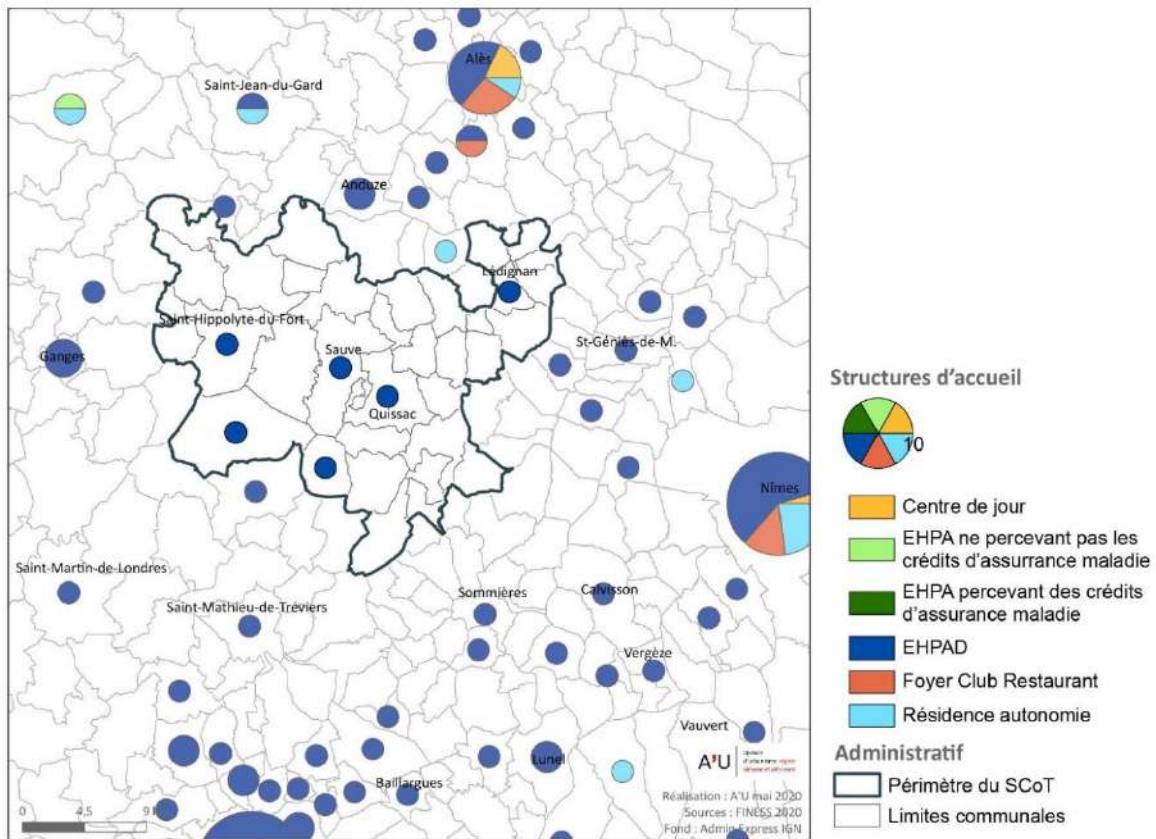 Alès
Saint-Jean-du-Gard
Anduze
Lédignan
Saint-Hippolyte-du-Fort
Sauve
St-Géniès-de-M.
Ganges
Quissac
Nîmes
Saint-Martin-de-Londres
Saint-Mathieu-de-Tréviers
Sommières
Calvisson
Vergèze
Vauvert
Lunel
Baillargues
A'U
0 4,5 9
Réalisation : A'U mai 2020
Sources : FINESS 2020
Fond : Admin Express IGN
Structures d'accueil
10
Centre de jour
EHPA ne percevant pas les
crédits d'assurrance maladie
EHPA percevant des crédits
d'assurance maladie
EHPAD
Foyer Club Restaurant
Résidence autonomie
Administratif
Périmètre du SCoT
Limites communales